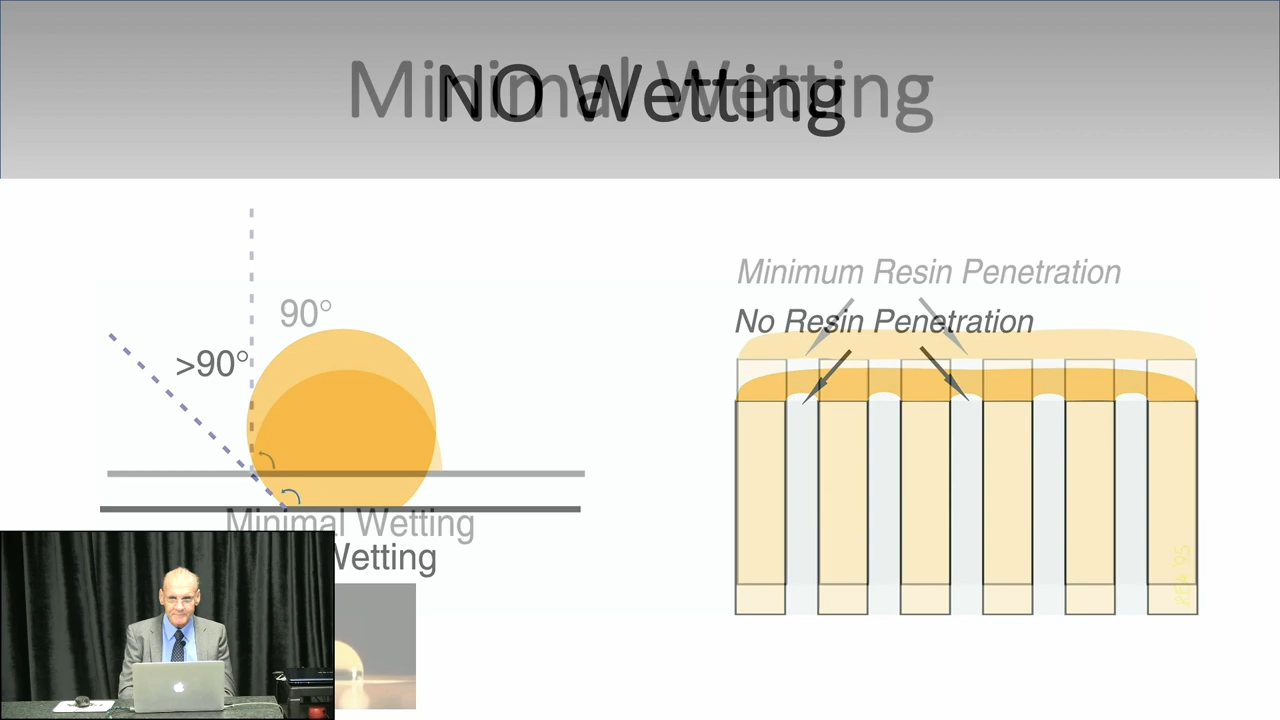 Minimal Wetting
NO Wetting
90°
>90°
Minimal Wetting
Wetting
Minimum Resin Penetration
No Resin Penetration